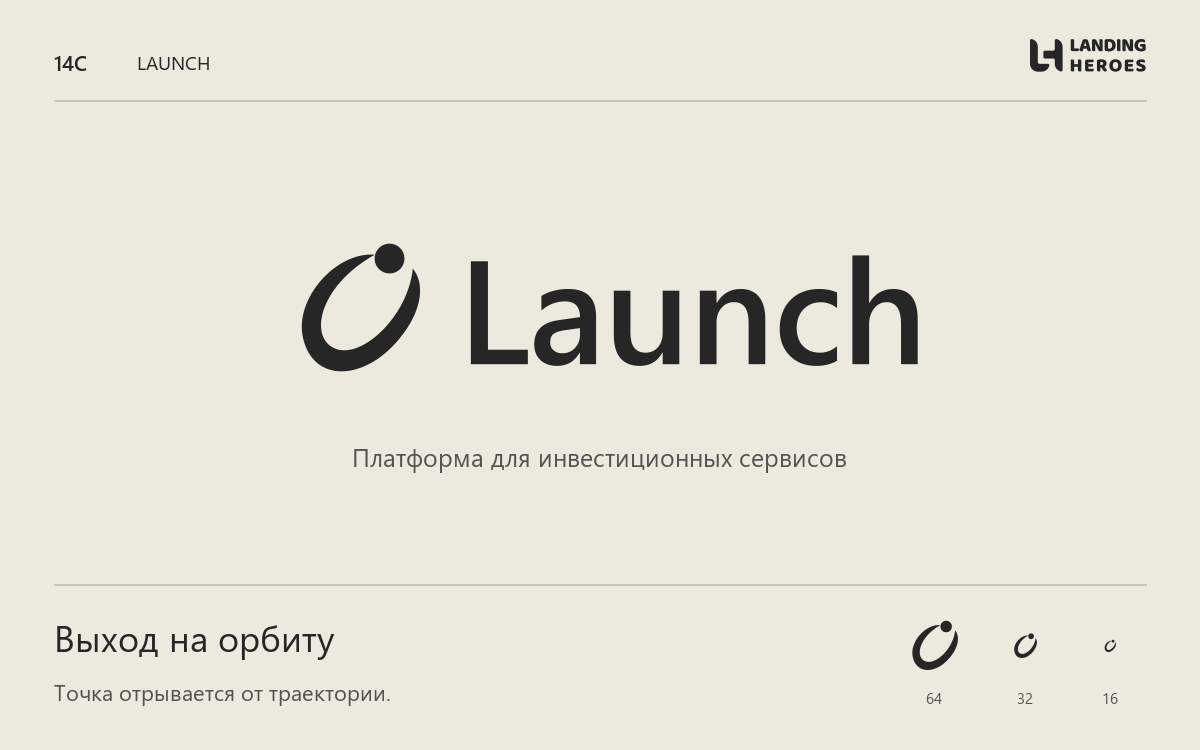 14C LAUNCH
LANDING
HEROES
Launch
Платформа для инвестиционных сервисов
Выход на орбиту
Точка отрывается от траектории.
64 32 16